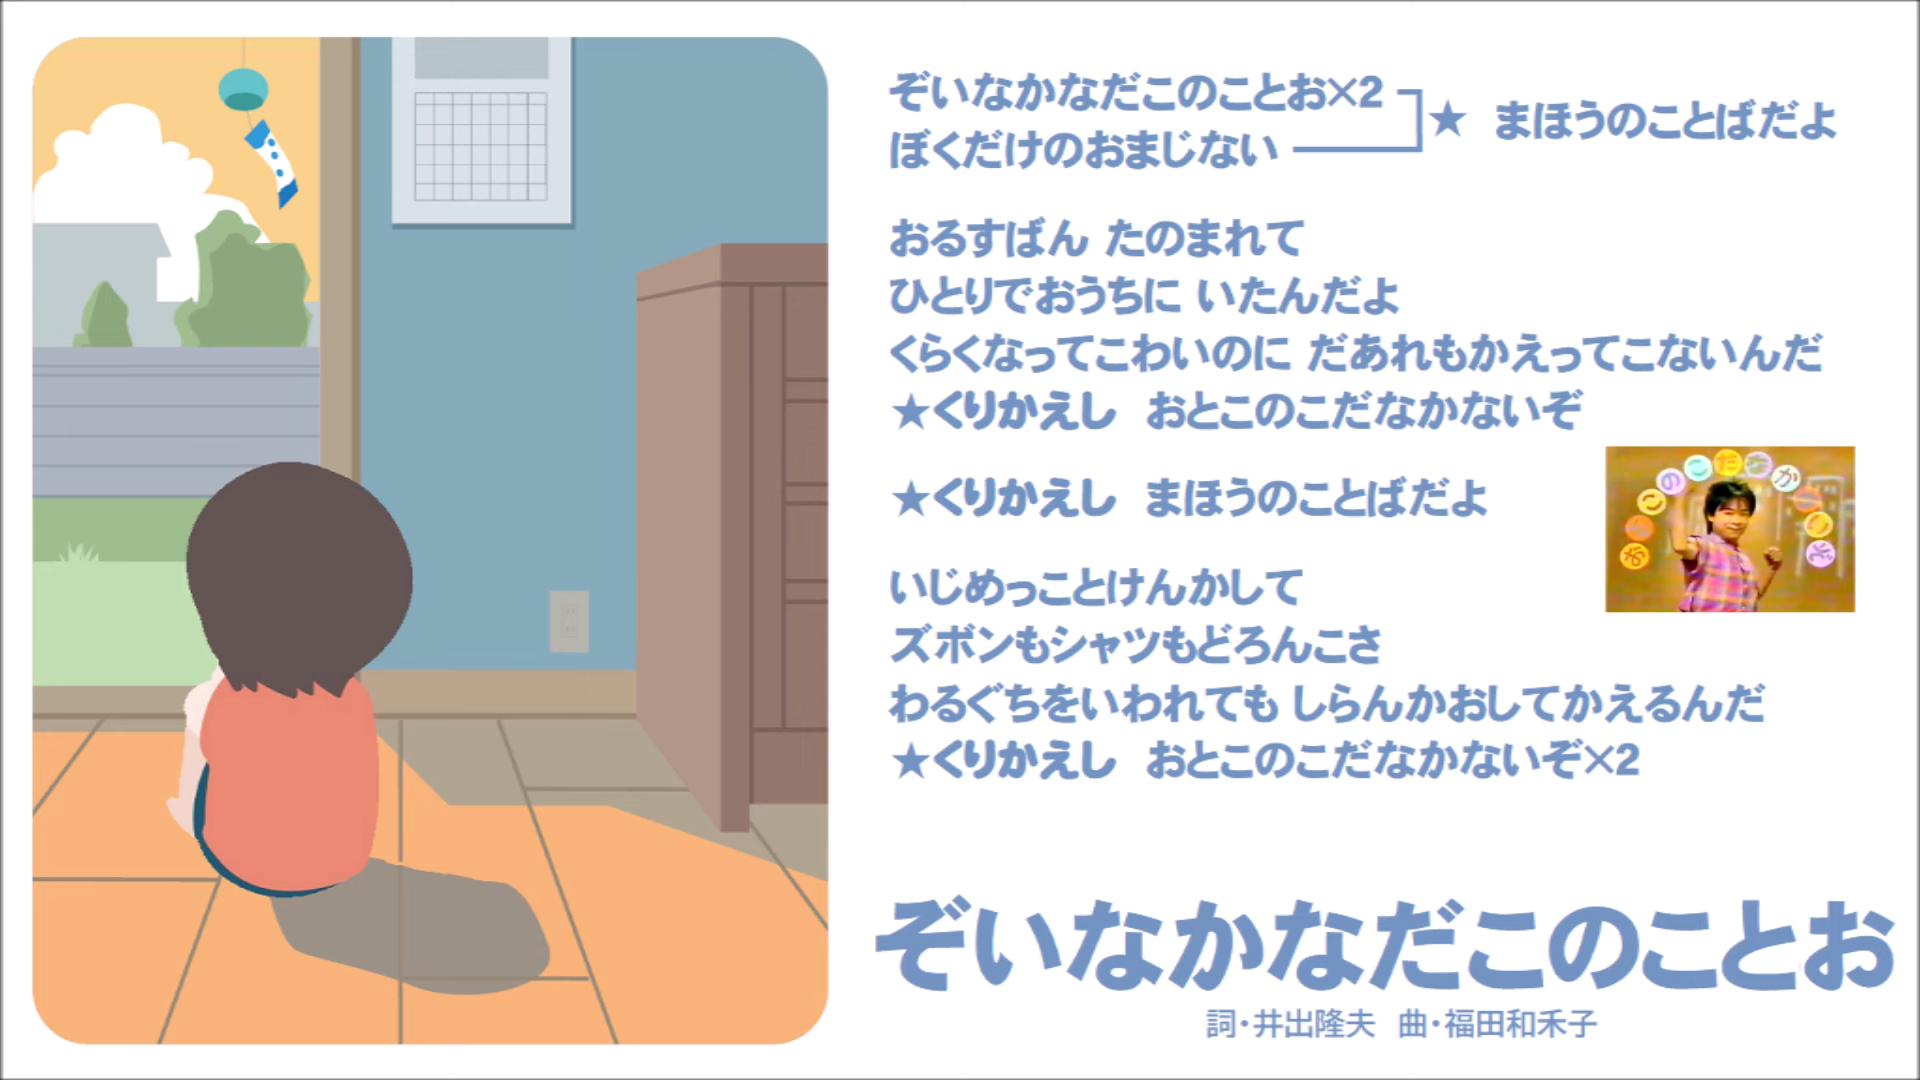 ぞいなかなだこのことお×2
ぼくだけのおまじない
★ まほうのことばだよ
おるすばん たのまれて
ひとりでおうちに いたんだよ
くらくなってこわいのに だあれもかえってこないんだ
★くりかえし おとこのこだなかないぞ
★くりかえし まほうのことばだよ
いじめっことけんかして
ズボンもシャツもどろんこさ
わるぐちをいわれても しらんかおしてかえるんだ
★くりかえし おとこのこだなかないぞ×2
ぞいなかなだこのことお
詞・井出隆夫 曲・福田和禾子